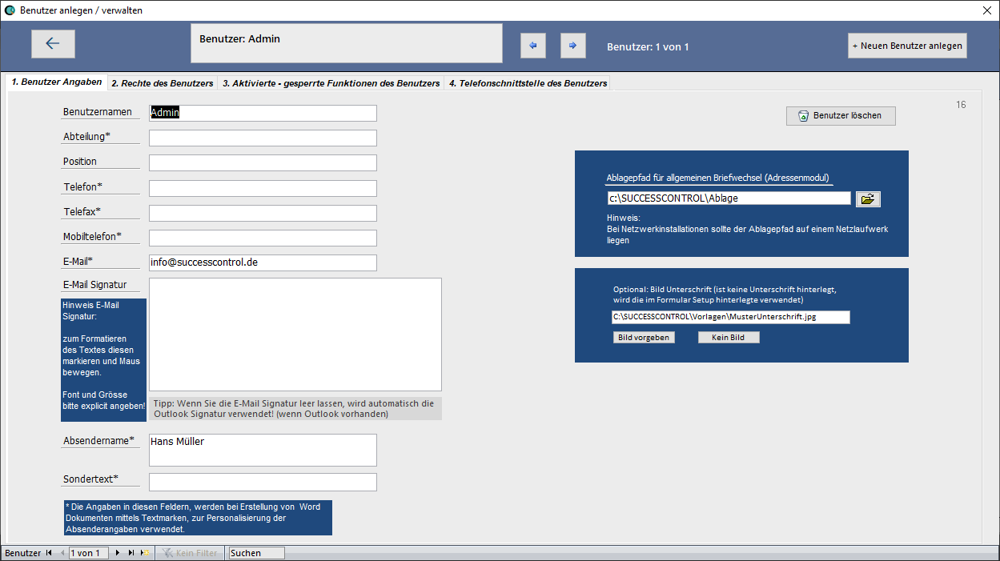 Benutzer anlegen / verwalten
Benutzer: Admin
Benutzer: 1 von 1
+ Neuen Benutzer anlegen
1. Benutzer Angaben
2. Rechte des Benutzers
3. Aktivierte - gesperrte Funktionen des Benutzers
4. Telefonschnittstelle des Benutzers
16
Benutzernamen
Admin
Benutzer löschen
Abteilung*
Position
Telefon*
Telefax*
Mobiltelefon*
E-Mail*
info@successcontrol.de
E-Mail Signatur
Hinweis E-Mail
Signatur:
zum Formatieren
des Textes diesen
markieren und Maus
bewegen.
Font und Grösse
bitte explicit angeben!
Tipp: Wenn Sie die E-Mail Signatur leer lassen, wird automatisch die
Outlook Signatur verwendet! (wenn Outlook vorhanden)
Absendername*
Hans Müller
Sondertext*
* Die Angaben in diesen Feldern, werden bei Erstellung von Word
Dokumenten mittels Textmarken, zur Personalisierung der
Absenderangaben verwendet.
Ablagepfad für allgemeinen Briefwechsel (Adressenmodul)
c:\SUCCESSCONTROL\Ablage
Hinweis:
Bei Netzwerkinstallationen sollte der Ablagepfad auf einem Netzlaufwerk
liegen
Optional: Bild Unterschrift (ist keine Unterschrift hinterlegt,
wird die im Formular Setup hinterlegte verwendet)
C:\SUCCESSCONTROL\Vorlagen\MusterUnterschrift.jpg
Bild vorgeben
Kein Bild
Benutzer
1 von 1
Kein Filter
Suchen